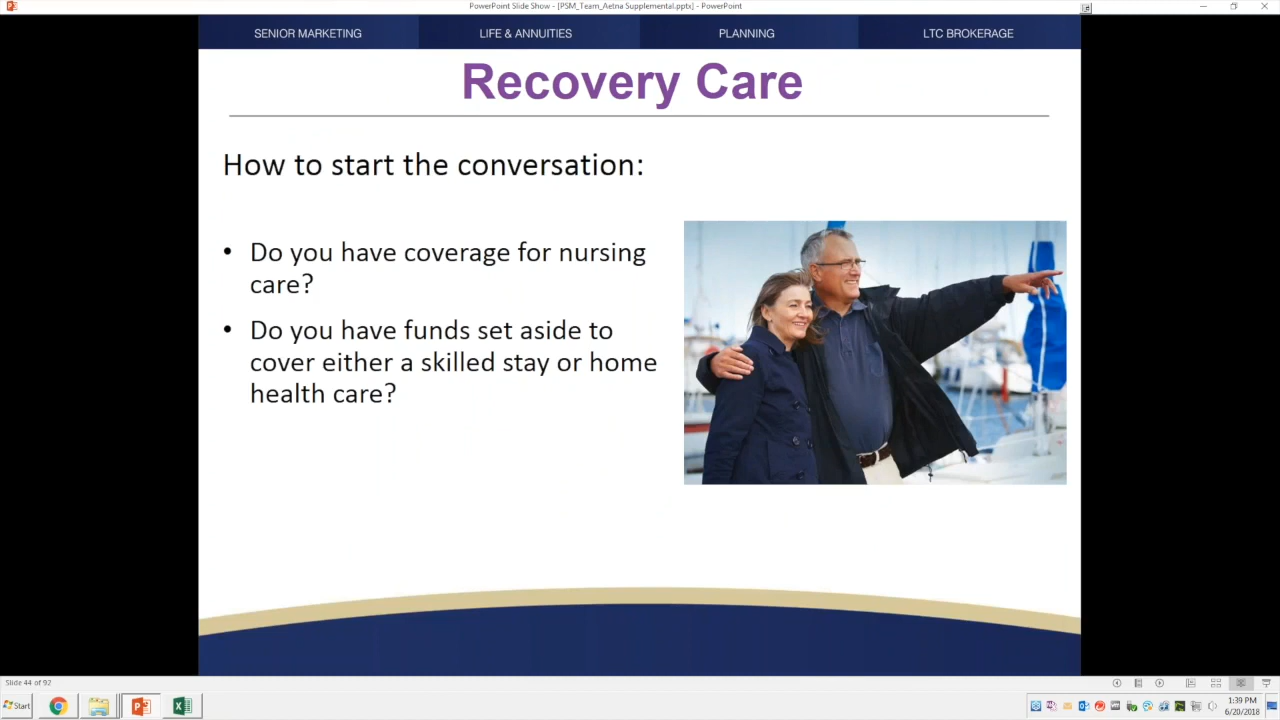 PowerPoint Slide Show - [PSM_Team_Aetna Supplemental.pptx] - PowerPoint
SENIOR MARKETING
LIFE & ANNUITIES
PLANNING
LTC BROKERAGE
Recovery Care
How to start the conversation:
• Do you have coverage for nursing
care?
• Do you have funds set aside to
cover either a skilled stay or home
health care?
Slide 44 of 92
Start
1:39 PM
6/20/2018